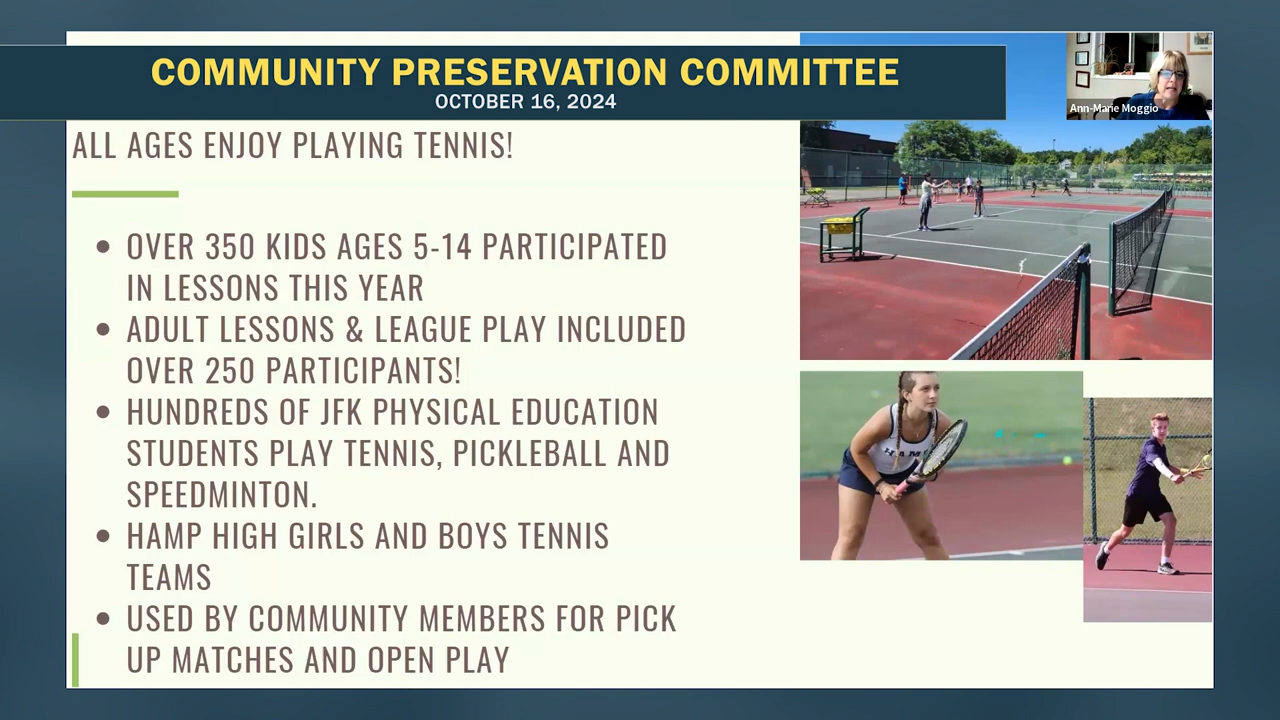 COMMUNITY PRESERVATION COMMITTEE
OCTOBER 16, 2024
Ann-Marie Moggio
ALL AGES ENJOY PLAYING TENNIS!
• OVER 350 KIDS AGES 5-14 PARTICIPATED
IN LESSONS THIS YEAR
• ADULT LESSONS & LEAGUE PLAY INCLUDED
OVER 250 PARTICIPANTS!
• HUNDREDS OF JFK PHYSICAL EDUCATION
STUDENTS PLAY TENNIS, PICKLEBALL AND
SPEEDMINTON.
• HAMP HIGH GIRLS AND BOYS TENNIS
TEAMS
• USED BY COMMUNITY MEMBERS FOR PICK
UP MATCHES AND OPEN PLAY